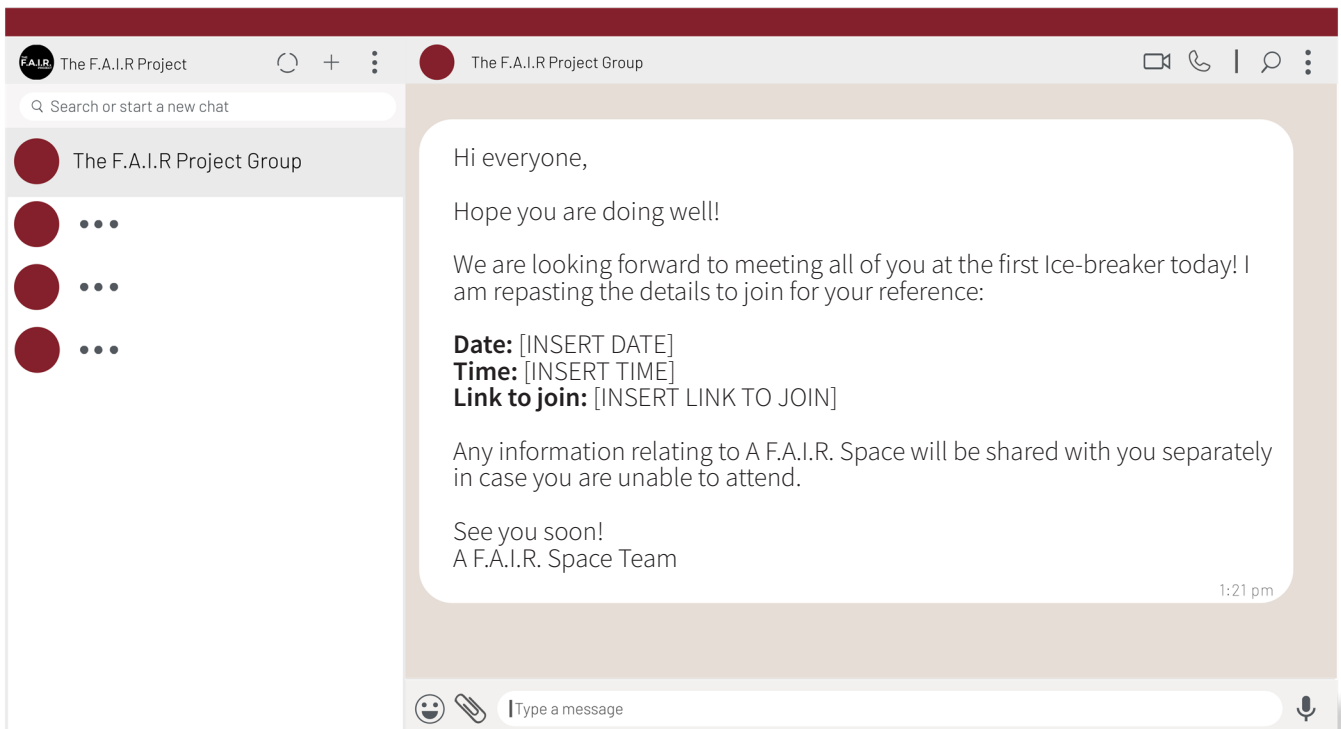 THE
F.A.I.R.
PROJECT
The F.A.I.R Project
Search or start a new chat
The F.A.I.R Project Group
The F.A.I.R Project Group
Hi everyone,
Hope you are doing well!
We are looking forward to meeting all of you at the first Ice-breaker today! I
am repasting the details to join for your reference:
Date: [INSERT DATE]
Time: [INSERT TIME]
Link to join: [INSERT LINK TO JOIN]
Any information relating to A F.A.I.R. Space will be shared with you separately
in case you are unable to attend.
See you soon!
A F.A.I.R. Space Team
1:21 pm
Type a message